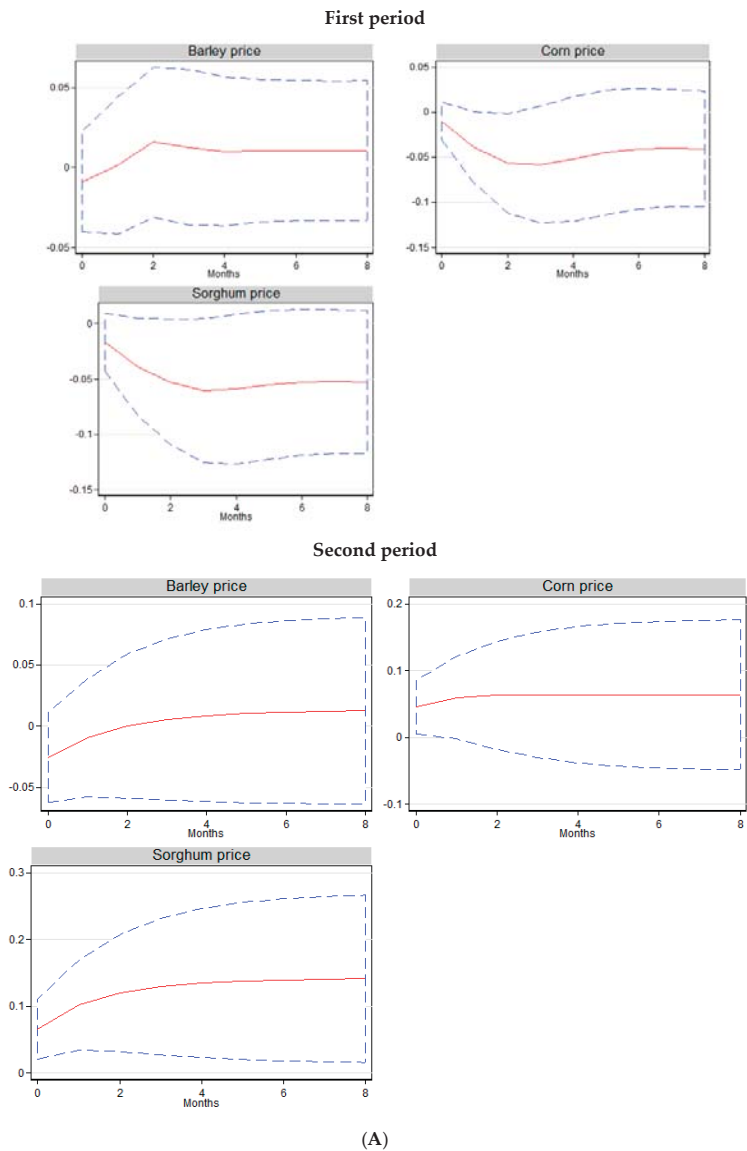 First period
Barley price
Corn price
0.05
0
-0.05
0 2 4 6 8
Months
0.05
0
-0.05
-0.1
-0.15
0 2 4 6 8
Months
Sorghum price
0
-0.05
-0.1
-0.15
0 2 4 6 8
Months
Second period
Barley price
Corn price
0.1
0.05
0
-0.05
0 2 4 6 8
Months
0.2
0.1
0
-0.1
0 2 4 6 8
Months
Sorghum price
0.3
0.2
0.1
0
0 2 4 6 8
Months
(A)